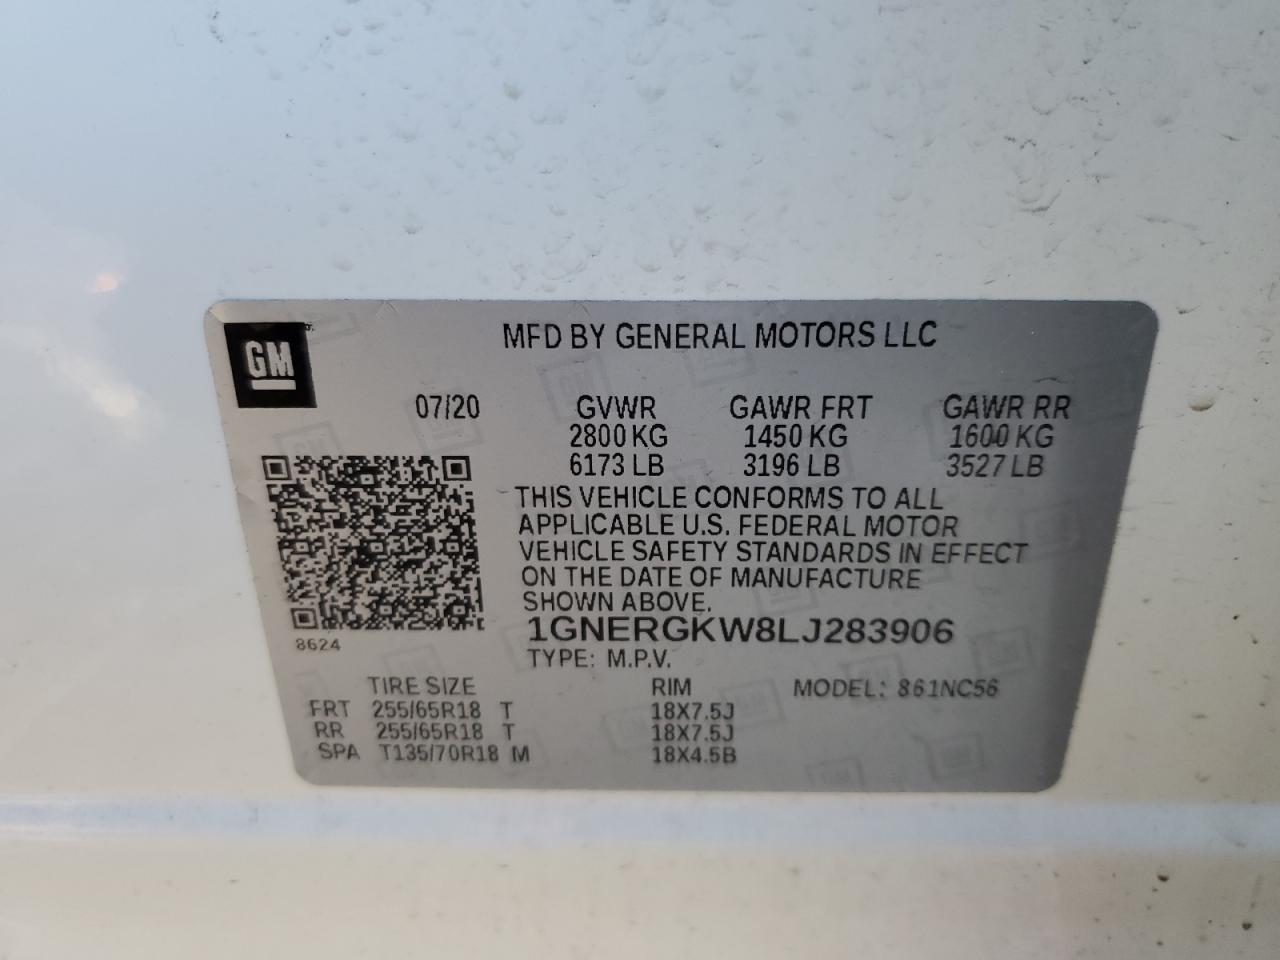 GM
MFD BY GENERAL MOTORS LLC
07/20 GVWR GAWR FRT GAWR RR
2800 KG 1450 KG 1600 KG
6173 LB 3196 LB 3527 LB
THIS VEHICLE CONFORMS TO ALL
APPLICABLE U.S. FEDERAL MOTOR
VEHICLE SAFETY STANDARDS IN EFFECT
ON THE DATE OF MANUFACTURE
SHOWN ABOVE.
1GNERGKW8LJ283906
8624
TYPE: M.P.V.
TIRE SIZE RIM MODEL: 861NC56
FRT 255/65R18 T 18X7.5J
RR 255/65R18 T 18X7.5J
SPA T135/70R18 M 18X4.5B